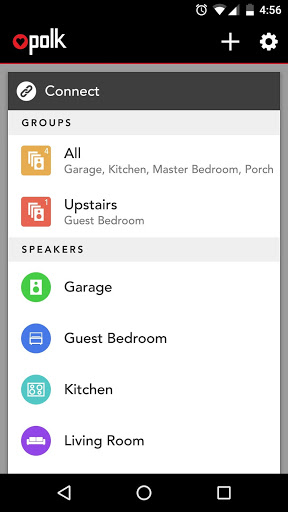 4:56
polk
Connect
GROUPS
4
All
Garage, Kitchen, Master Bedroom, Porch
1
Upstairs
Guest Bedroom
SPEAKERS
Garage
Guest Bedroom
Kitchen
Living Room